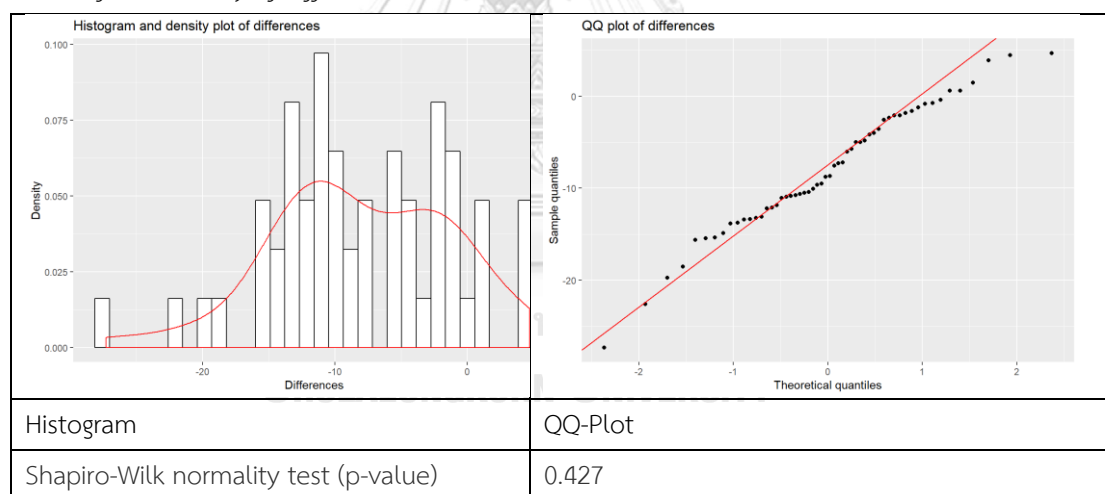 Histogram and density plot of differences
0.100
0.075
0.050
0.025
0.000
Density
-20
-10
0
Differences
QQ plot of differences
0
-10
-20
Sample quantiles
-2
-1
0
1
2
Theoretical quantiles
Histogram
QQ-Plot
Shapiro-Wilk normality test (p-value)
0.427